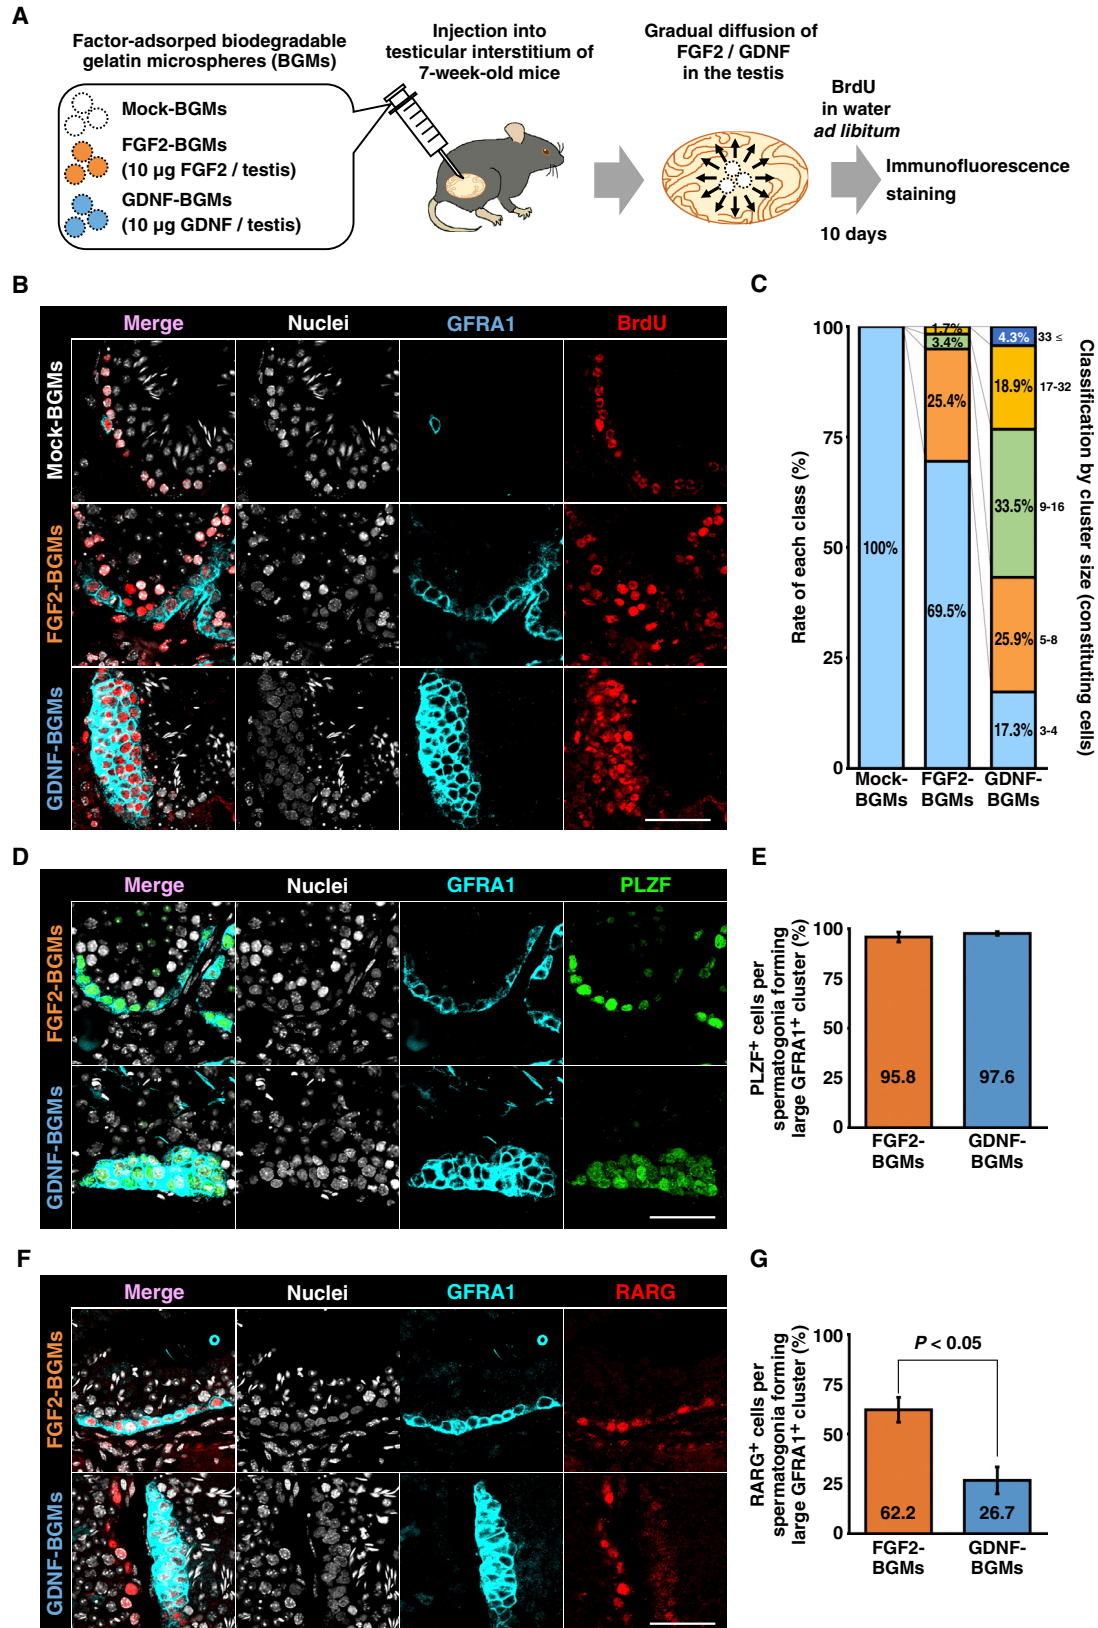 A
Factor-adsorped biodegradable
gelatin microspheres (BGMs)
Mock-BGMs
FGF2-BGMs
(10 µg FGF2 / testis)
GDNF-BGMs
(10 µg GDNF / testis)
Injection into
testicular interstitium of
7-week-old mice
Gradual diffusion of
FGF2 / GDNF
in the testis
BrdU
in water
ad libitum
10 days
Immunofluorescence
staining
B
Merge
Nuclei
GFRA1
BrdU
Mock-BGMs
FGF2-BGMs
GDNF-BGMs
C
Rate of each class (%)
100
75
50
25
0
100%
1.7%
3.4%
25.4%
69.5%
4.3%
18.9%
33.5%
25.9%
17.3%
33 ≤
17-32
9-16
5-8
3-4
Classification by cluster size (constituting cells)
Mock-
BGMs
FGF2-
BGMs
GDNF-
BGMs
D
Merge
Nuclei
GFRA1
PLZF
FGF2-BGMs
GDNF-BGMs
E
PLZF⁺ cells per
spermatogonia forming
large GFRA1⁺ cluster (%)
100
75
50
25
0
95.8
97.6
FGF2-
BGMs
GDNF-
BGMs
F
Merge
Nuclei
GFRA1
RARG
FGF2-BGMs
GDNF-BGMs
G
RARG⁺ cells per
spermatogonia forming
large GFRA1⁺ cluster (%)
100
75
50
25
0
P < 0.05
62.2
26.7
FGF2-
BGMs
GDNF-
BGMs